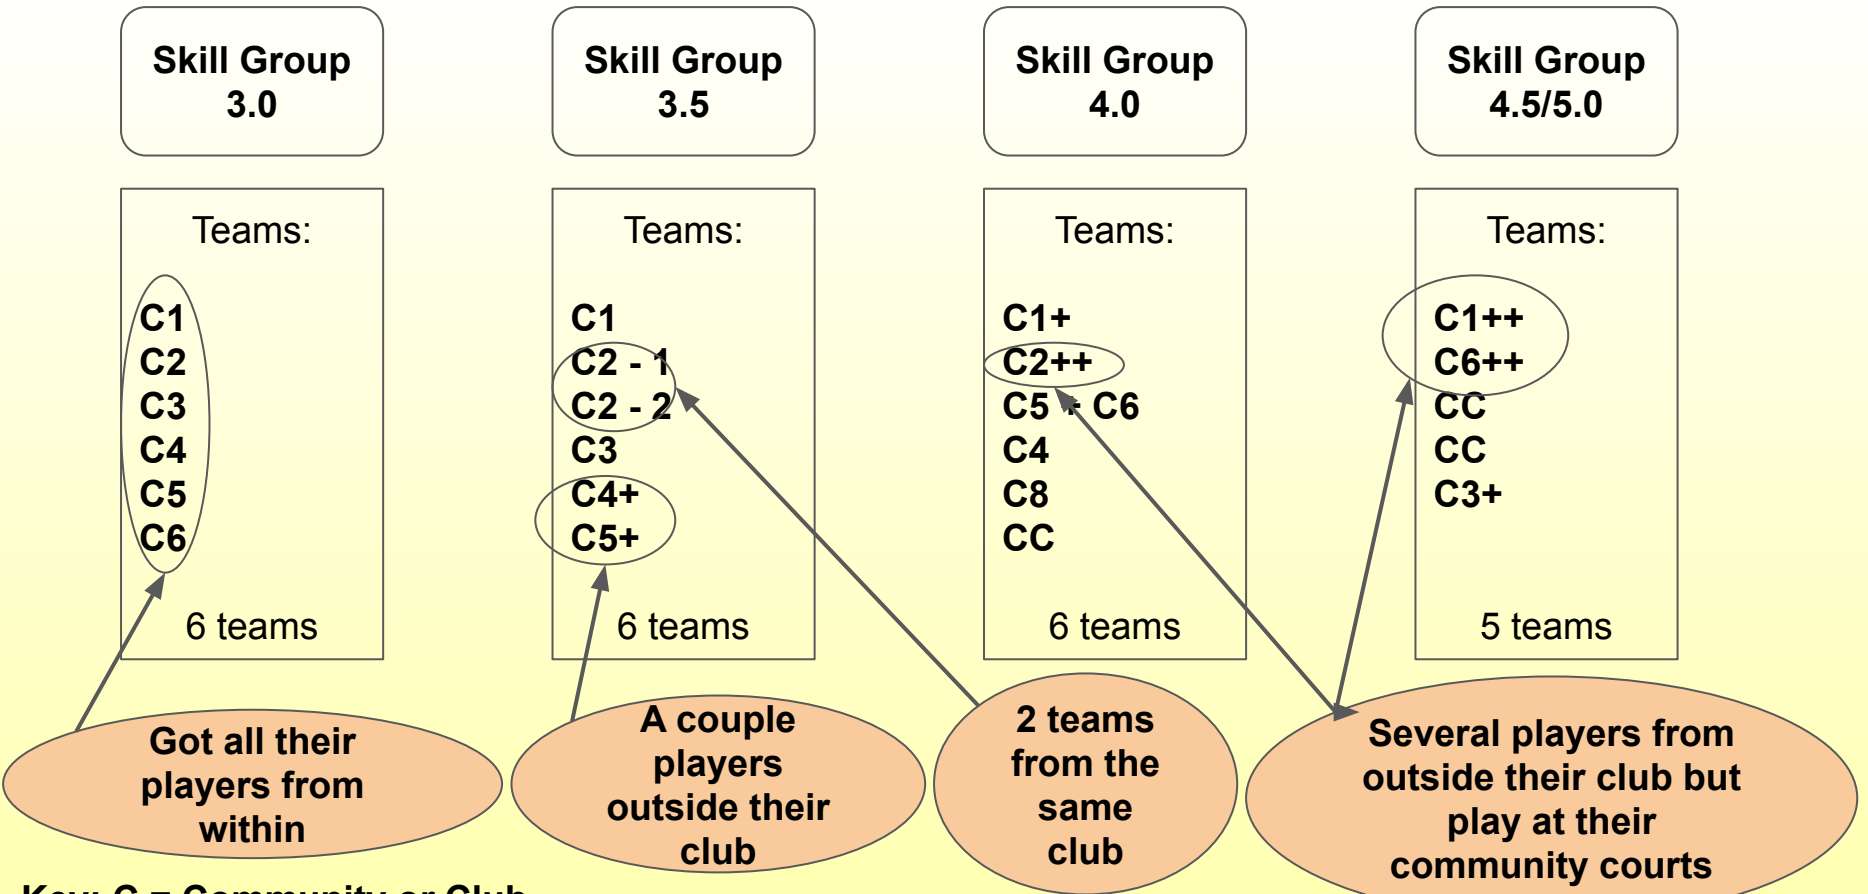 Skill Group
3.0
Skill Group
3.5
Skill Group
4.0
Skill Group
4.5/5.0
Teams:
C1
C2
C3
C4
C5
C6
6 teams
Teams:
C1
C2 - 1
C2 - 2
C3
C4+
C5+
6 teams
Teams:
C1+
C2++
C5 + C6
C4
C8
CC
6 teams
Teams:
C1++
C6++
CC
CC
C3+
5 teams
Got all their
players from
within
A couple
players
outside their
club
2 teams
from the
same
club
Several players from
outside their club but
play at their
community courts
Key: C = Community or Club